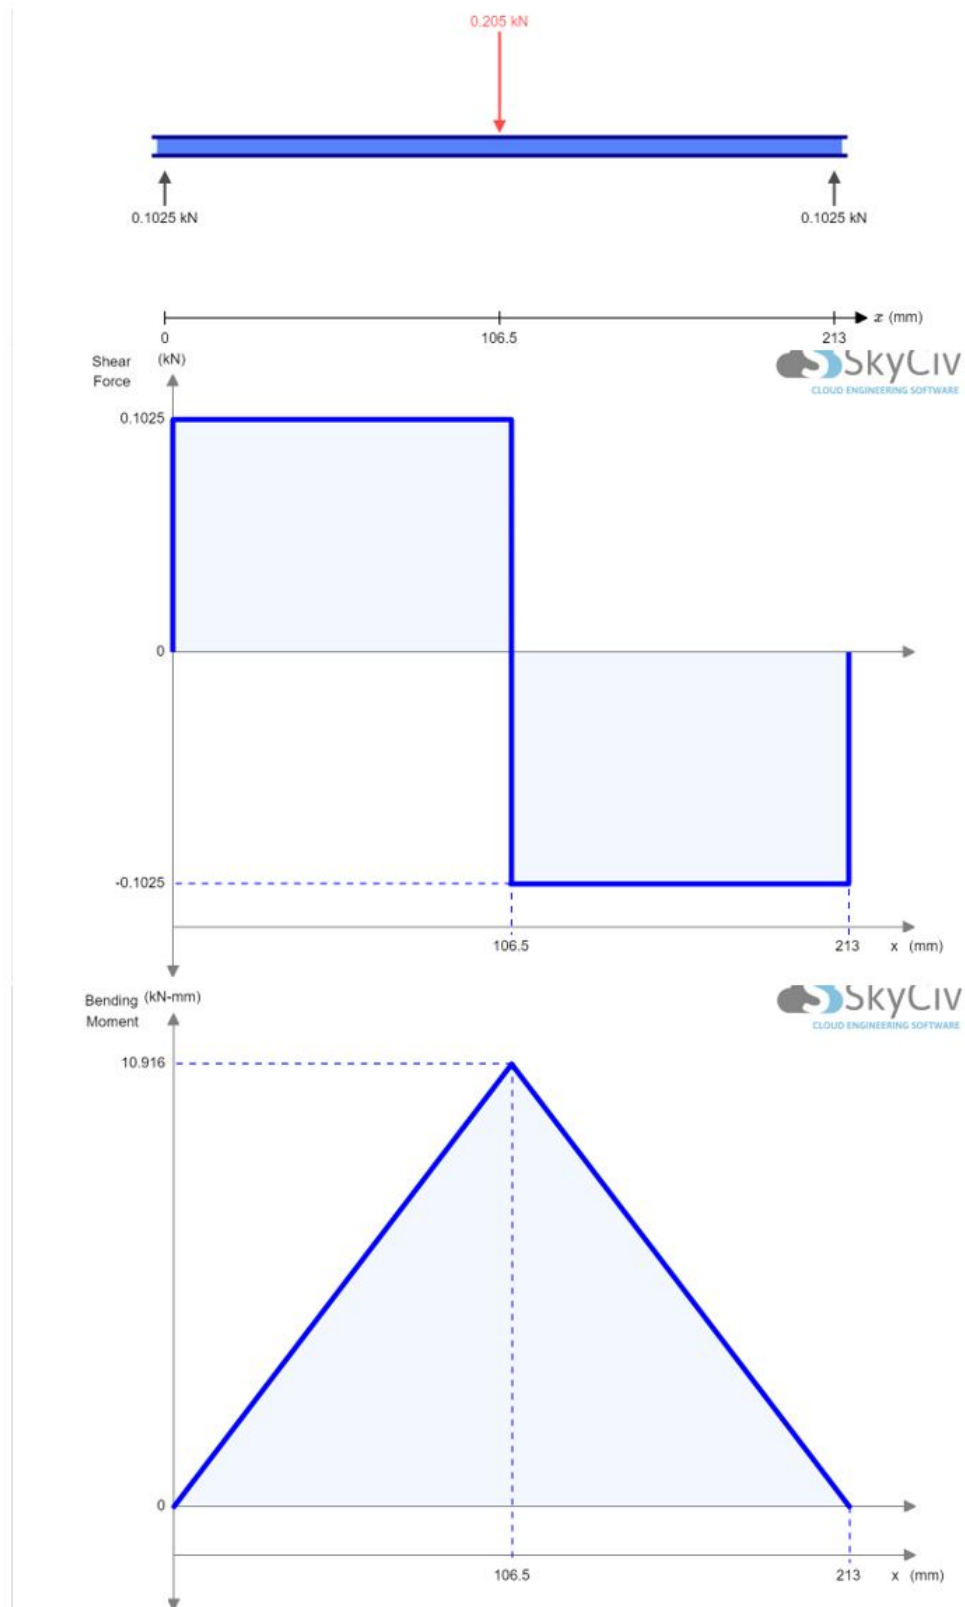 0.205 kN
0.1025 kN 0.1025 kN
0 106.5 213 x (mm)
Shear (kN)
Force
SkyCiv
CLOUD ENGINEERING SOFTWARE
0.1025
0
-0.1025
106.5 213 x (mm)
Bending (kN-mm)
Moment
SkyCiv
CLOUD ENGINEERING SOFTWARE
10.916
0
106.5 213 x (mm)